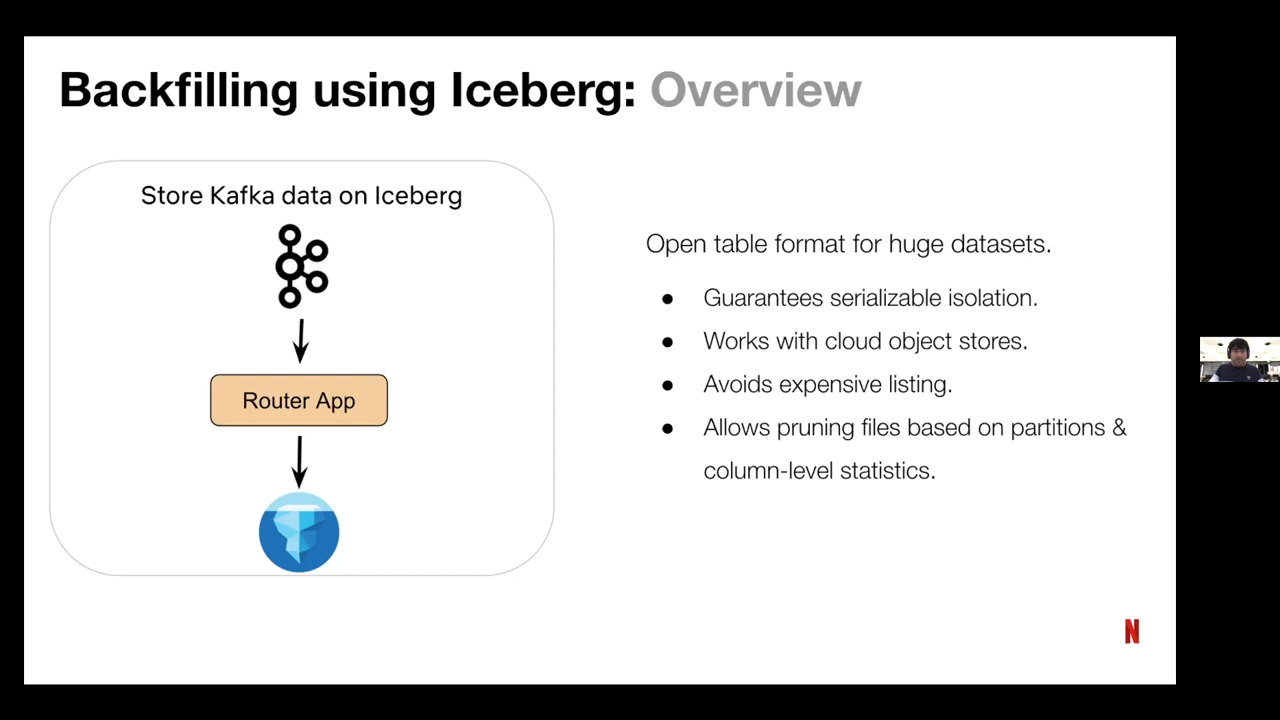 Backfilling using Iceberg: Overview
Store Kafka data on Iceberg
Router App
Open table format for huge datasets.
● Guarantees serializable isolation.
● Works with cloud object stores.
● Avoids expensive listing.
● Allows pruning files based on partitions &
column-level statistics.
N